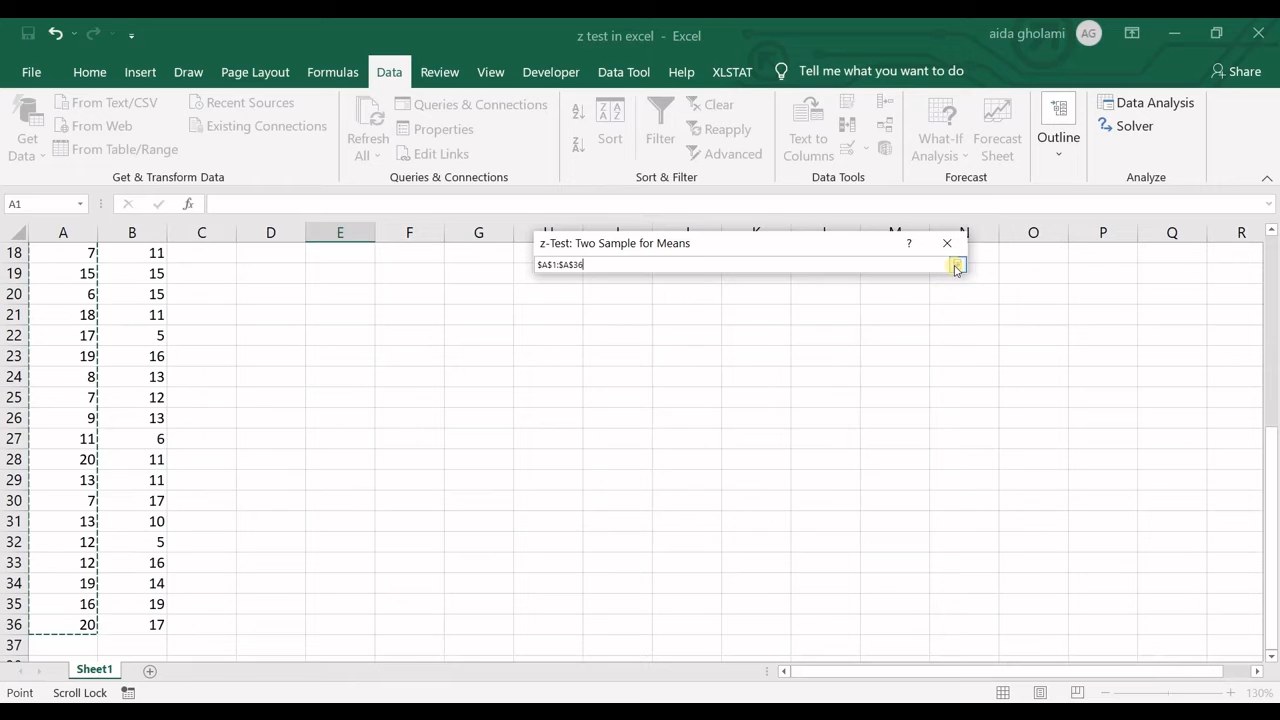 z test in excel - Excel
aida gholami
AG
File Home Insert Draw Page Layout Formulas Data Review View Developer Data Tool Help XLSTAT Tell me what you want to do Share
Get Data
From Text/CSV
From Web
From Table/Range
Recent Sources
Existing Connections
Get & Transform Data
Refresh All
Queries & Connections
Properties
Edit Links
Queries & Connections
Sort
Filter
Clear
Reapply
Advanced
Sort & Filter
Text to Columns
Data Tools
What-If Analysis
Forecast Sheet
Forecast
Outline
Data Analysis
Solver
Analyze
A1 fx
A B C D E F G O P Q R
z-Test: Two Sample for Means ?
$A$1:$A$36
18 7 11
19 15 15
20 6 15
21 18 11
22 17 5
23 19 16
24 8 13
25 7 12
26 9 13
27 11 6
28 20 11
29 13 11
30 7 17
31 13 10
32 12 5
33 12 16
34 19 14
35 16 19
36 20 17
37
Sheet1
Point Scroll Lock 130%